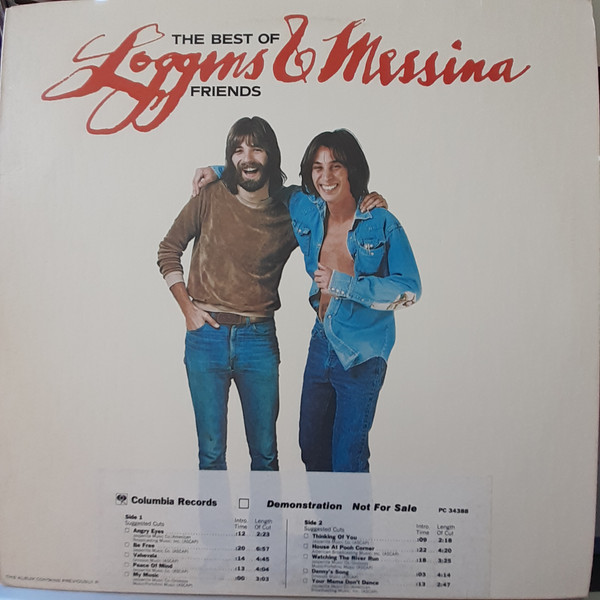 THE BEST OF
Loggins & Messina
FRIENDS
Columbia Records
Demonstration Not For Sale
PC 34388
Side 1
Suggested Cuts
Intro. Time
Length Of Cut
Angry Eyes :12 2:23
Be Free :20 6:57
Vahevala :14 4:45
Peace Of Mind :13 4:04
My Music :00 3:03
Side 2
Suggested Cuts
Intro. Time
Length Of Cut
Thinking Of You :09 2:18
House At Pooh Corner :22 4:20
Watching The River Run :18 3:25
Danny's Song :03 4:14
Your Mama Don't Dance :13 2:47